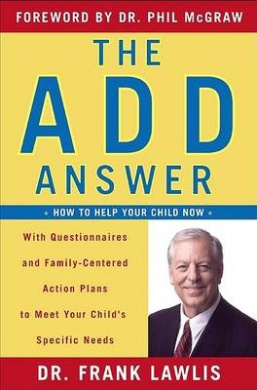 FOREWORD BY DR. PHIL McGRAW
THE
ADD
ANSWER
HOW TO HELP YOUR CHILD NOW
With Questionnaires
and Family-Centered
Action Plans
to Meet Your Child's
Specific Needs
DR. FRANK LAWLIS